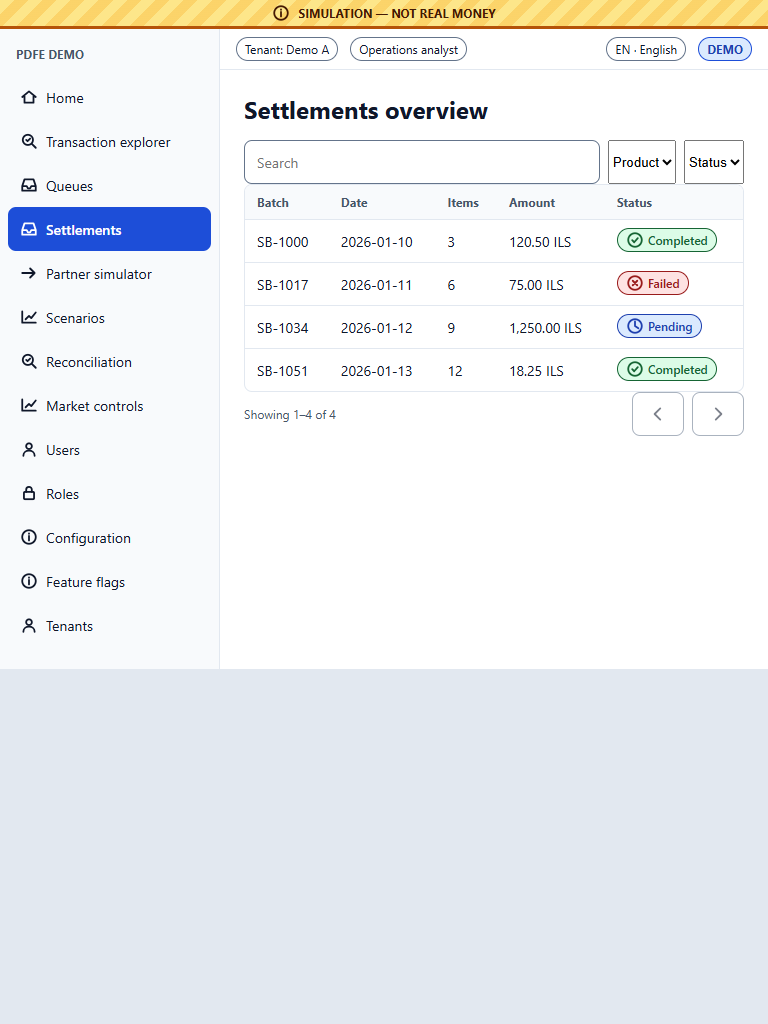 SIMULATION — NOT REAL MONEY
PDFE DEMO
Tenant: Demo A
Operations analyst
EN · English
DEMO
Home
Transaction explorer
Queues
Settlements
Partner simulator
Scenarios
Reconciliation
Market controls
Users
Roles
Configuration
Feature flags
Tenants
Settlements overview
Search
Product
Status
Batch Date Items Amount Status
SB-1000 2026-01-10 3 120.50 ILS Completed
SB-1017 2026-01-11 6 75.00 ILS Failed
SB-1034 2026-01-12 9 1,250.00 ILS Pending
SB-1051 2026-01-13 12 18.25 ILS Completed
Showing 1–4 of 4